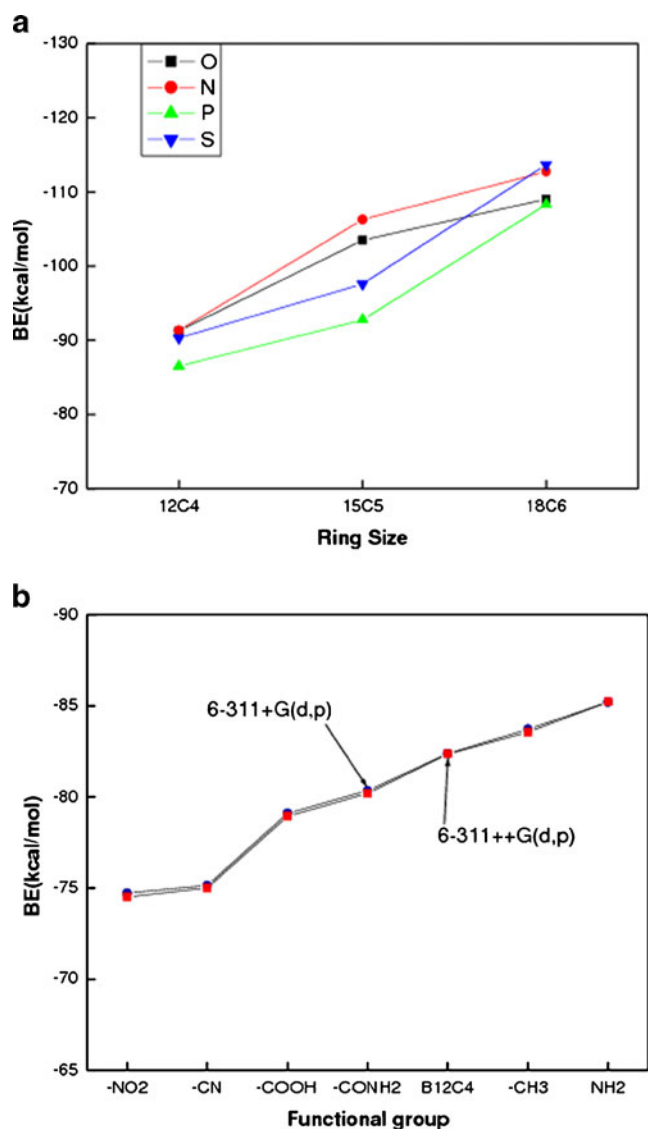 a
-130
-120
-110
-100
-90
-80
-70
BE(kcal/mol)
O
N
P
S
12C4 15C5 18C6
Ring Size
b
-90
-85
-80
-75
-70
-65
BE(kcal/mol)
6-311+G(d,p)
6-311++G(d,p)
-NO2 -CN -COOH -CONH2 B12C4 -CH3 NH2
Functional group